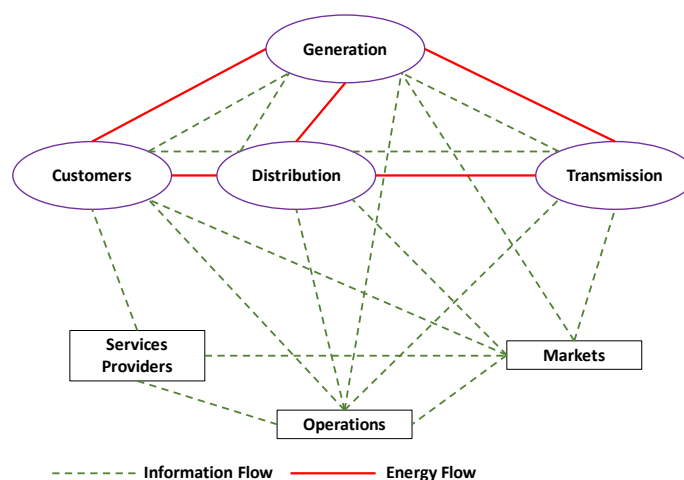 Generation
Customers
Distribution
Transmission
Services
Providers
Markets
Operations
Information Flow
Energy Flow